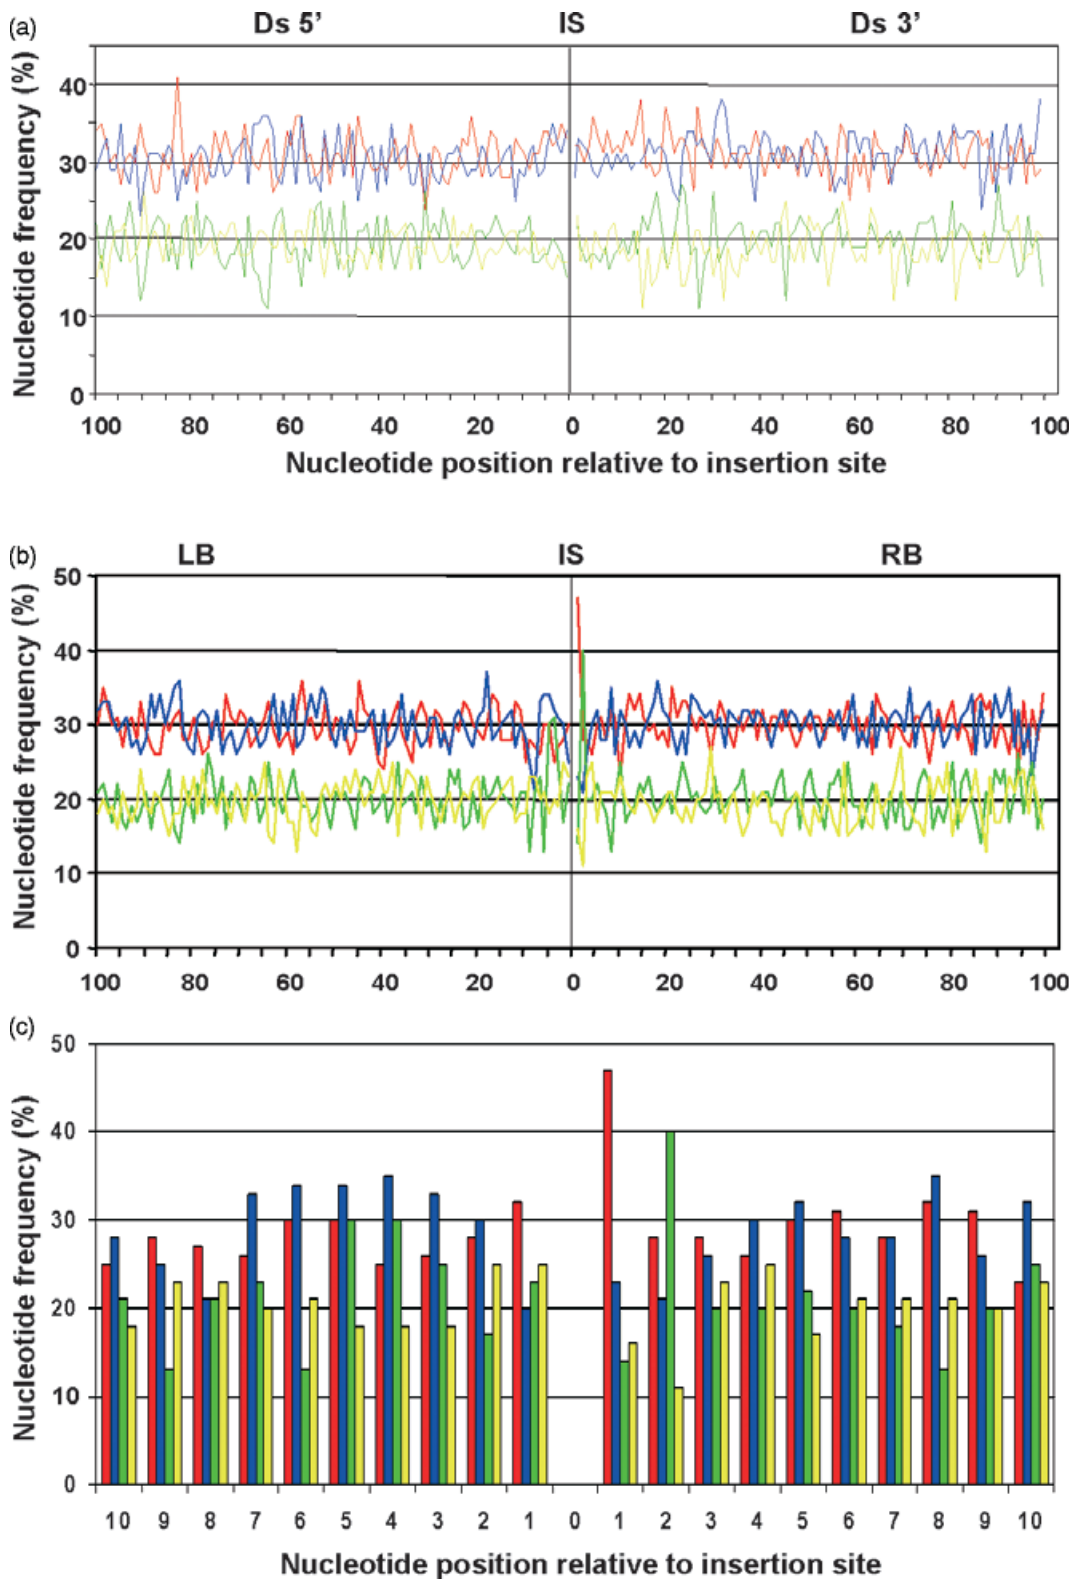 (a)
Ds 5’ IS Ds 3’
Nucleotide frequency (%)
40
30
20
10
0
100 80 60 40 20 0 20 40 60 80 100
Nucleotide position relative to insertion site
(b)
LB IS RB
Nucleotide frequency (%)
50
40
30
20
10
0
100 80 60 40 20 0 20 40 60 80 100
(c)
Nucleotide frequency (%)
50
40
30
20
10
0
10 9 8 7 6 5 4 3 2 1 0 1 2 3 4 5 6 7 8 9 10
Nucleotide position relative to insertion site